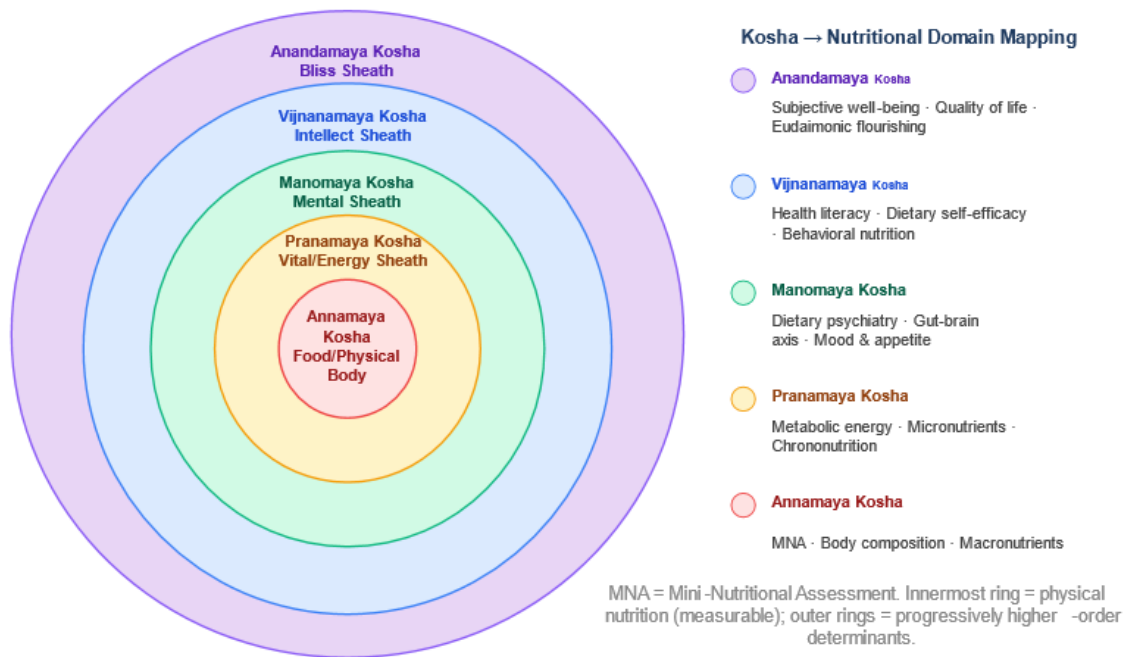 Anandamaya Kosha
Bliss Sheath
Vijnanamaya Kosha
Intellect Sheath
Manomaya Kosha
Mental Sheath
Pranamaya Kosha
Vital/Energy Sheath
Annamaya
Kosha
Food/Physical
Body
Kosha → Nutritional Domain Mapping
Anandamaya Kosha
Subjective well-being · Quality of life ·
Eudaimonic flourishing
Vijnanamaya Kosha
Health literacy · Dietary self-efficacy
· Behavioral nutrition
Manomaya Kosha
Dietary psychiatry · Gut-brain
axis · Mood & appetite
Pranamaya Kosha
Metabolic energy · Micronutrients ·
Chrononutrition
Annamaya Kosha
MNA · Body composition · Macronutrients
MNA = Mini -Nutritional Assessment. Innermost ring = physical
nutrition (measurable); outer rings = progressively higher -order
determinants.